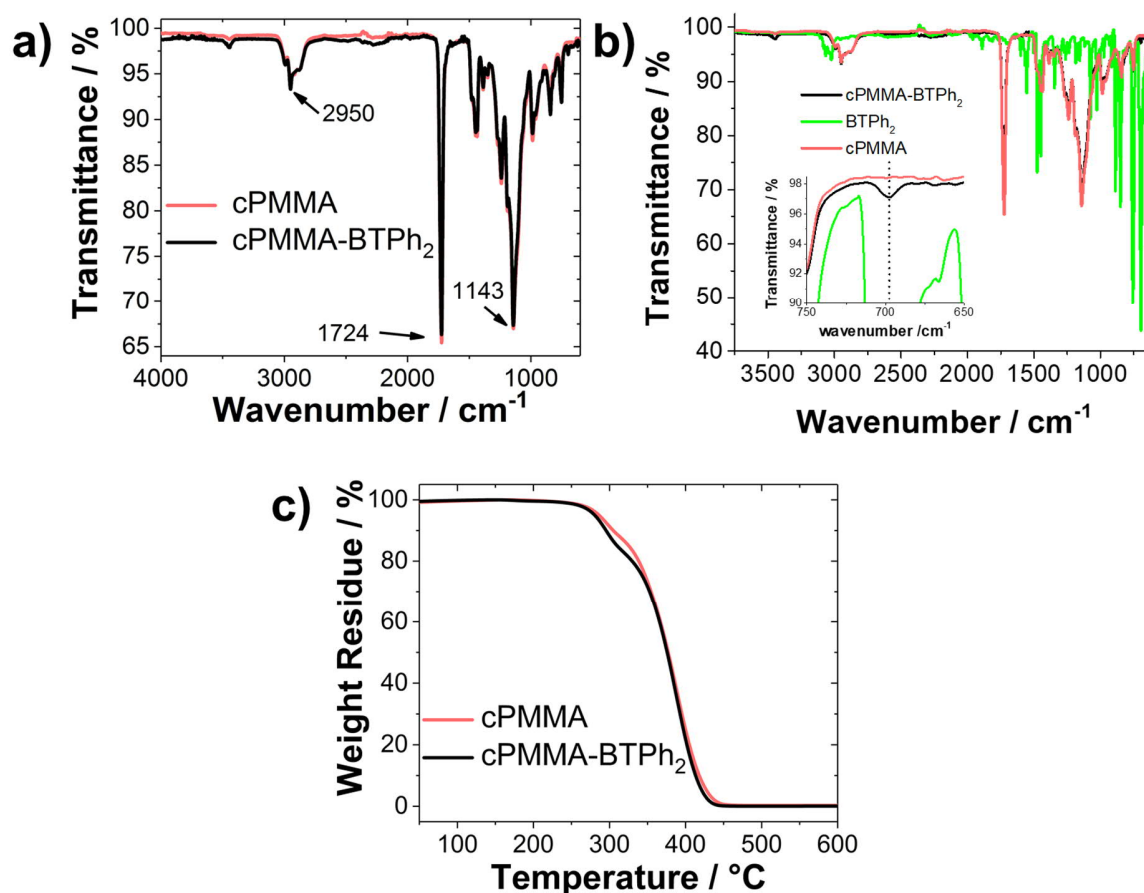 a)
Transmittance / %
100
95
90
85
80
75
70
65
2950
cPMMA
cPMMA-BTPh₂
1143
1724
4000 3000 2000 1000
Wavenumber / cm⁻¹
b)
Transmittance / %
100
90
80
70
60
50
40
cPMMA-BTPh₂
BTPh₂
cPMMA
Transmittance / %
98
96
94
92
90
750 700 650
wavenumber /cm⁻¹
3500 3000 2500 2000 1500 1000
Wavenumber / cm⁻¹
c)
Weight Residue / %
100
80
60
40
20
0
cPMMA
cPMMA-BTPh₂
100 200 300 400 500 600
Temperature / °C